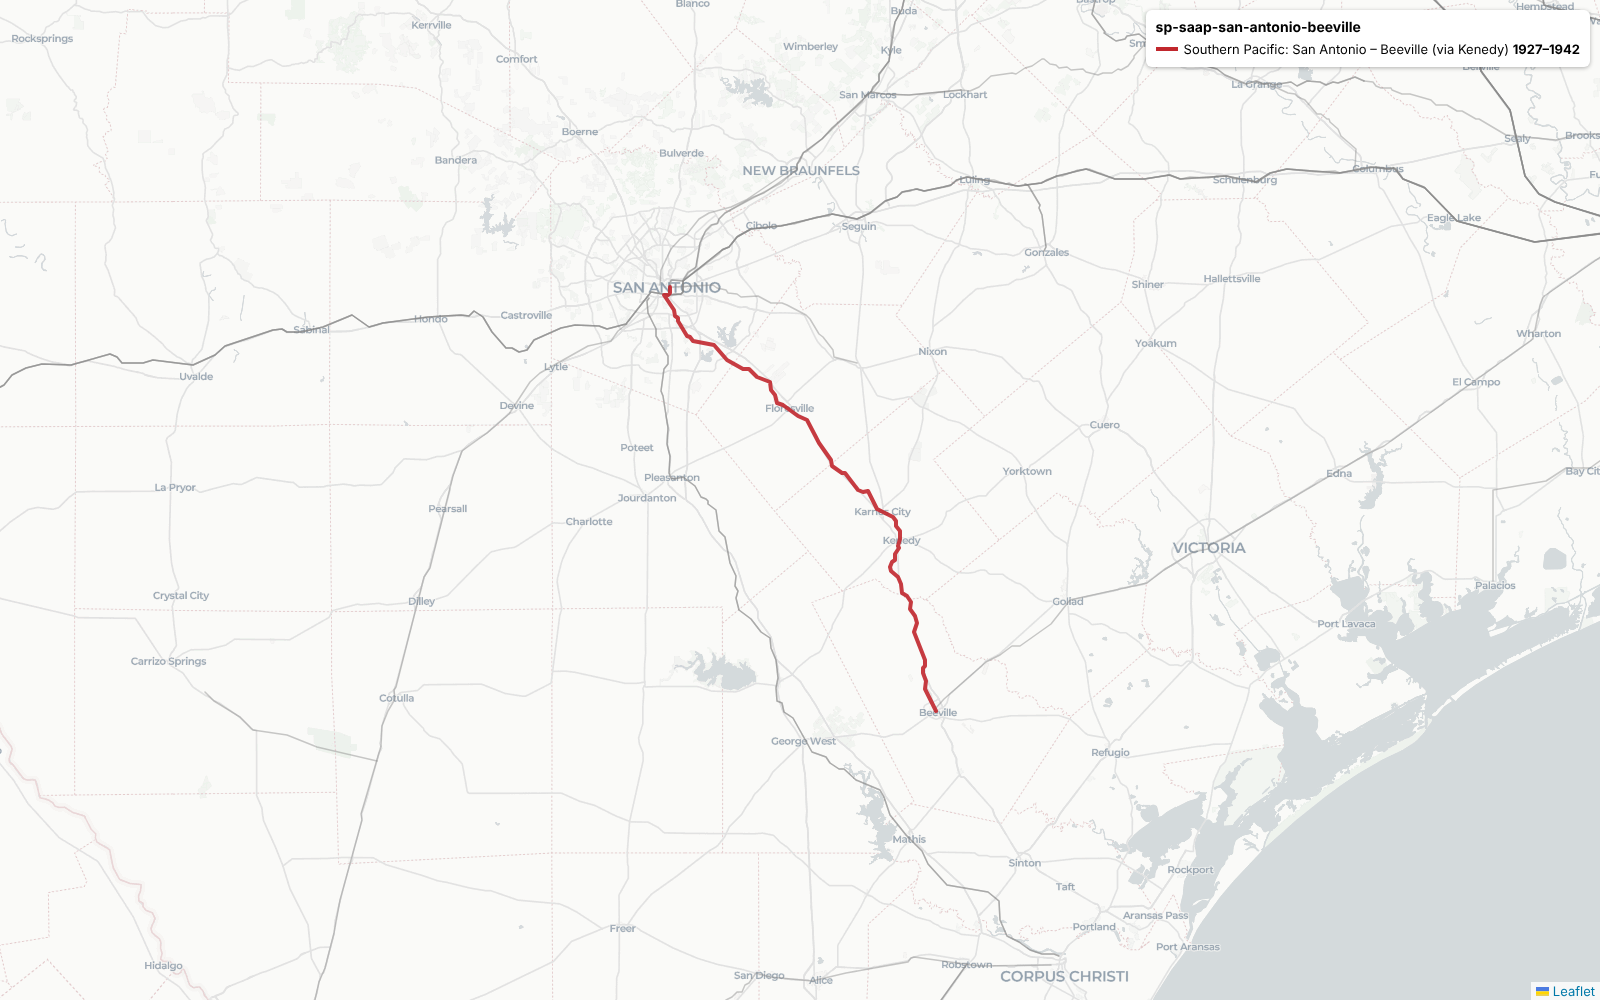 sp-saap-san-antonio-beeville
Southern Pacific: San Antonio – Beeville (via Kenedy) 1927–1942
Blanco
Buda
Hempstead
Kerrville
Rocksprings
Wimberley
Kyle
Comfort
San Marcos
Lockhart
La Grange
Boerne
Sealy
Brooks
Bulverde
Bandera
NEW BRAUNFELS
Luling
Schulenburg
Columbus
Fu
Cibolo
Seguin
Eagle Lake
Gonzales
Hallettsville
Shiner
SAN ANTONIO
Castroville
Hondo
Sabinal
Wharton
Yoakum
Nixon
Lytle
Uvalde
El Campo
Devine
Floresville
Cuero
Poteet
Pleasanton
Yorktown
Edna
Bay Cit
La Pryor
Jourdanton
Pearsall
Karnes City
Charlotte
Kenedy
VICTORIA
Palacios
Crystal City
Dilley
Goliad
Port Lavaca
Carrizo Springs
Cotulla
Beeville
George West
Refugio
Mathis
Sinton
Rockport
Taft
Aransas Pass
Portland
Freer
Port Aransas
Hidalgo
Robstown
San Diego
Alice
CORPUS CHRISTI
Leaflet